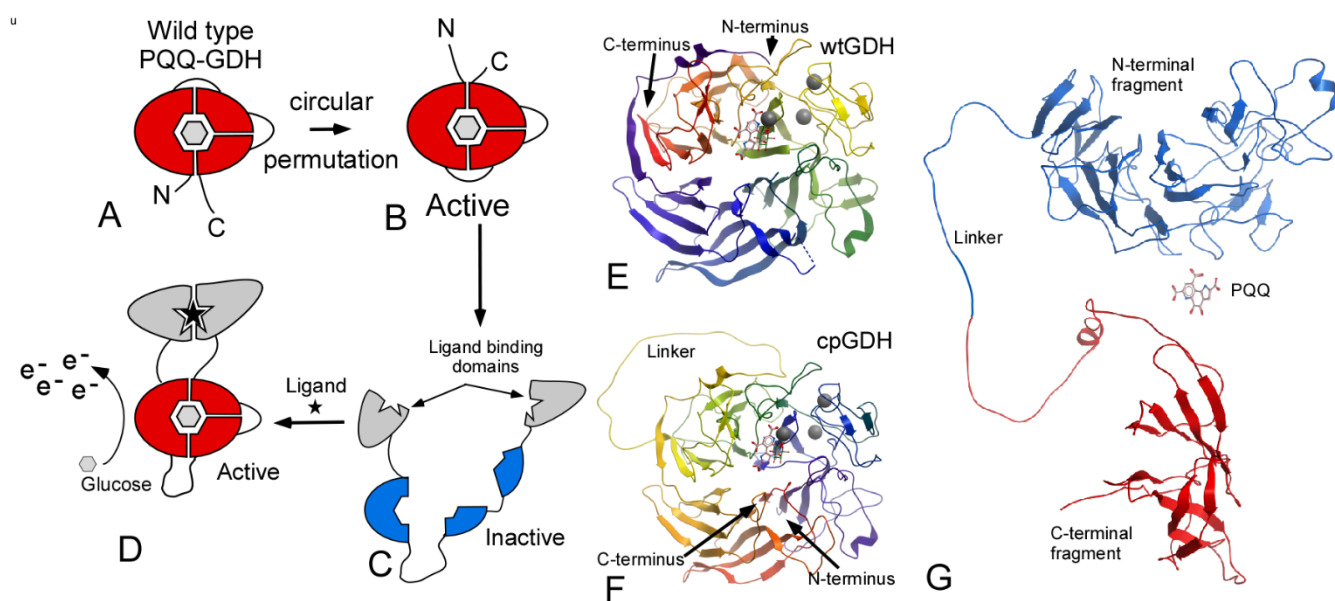 u
Wild type
PQQ-GDH
N
C
A
circular
permutation
N
C
B
Active
Ligand binding
domains
C
Inactive
Ligand
D
e- e- e- e-
Glucose
Active
C-terminus
N-terminus
wtGDH
E
Linker
cpGDH
C-terminus
N-terminus
F
N-terminal
fragment
Linker
PQQ
C-terminal
fragment
G